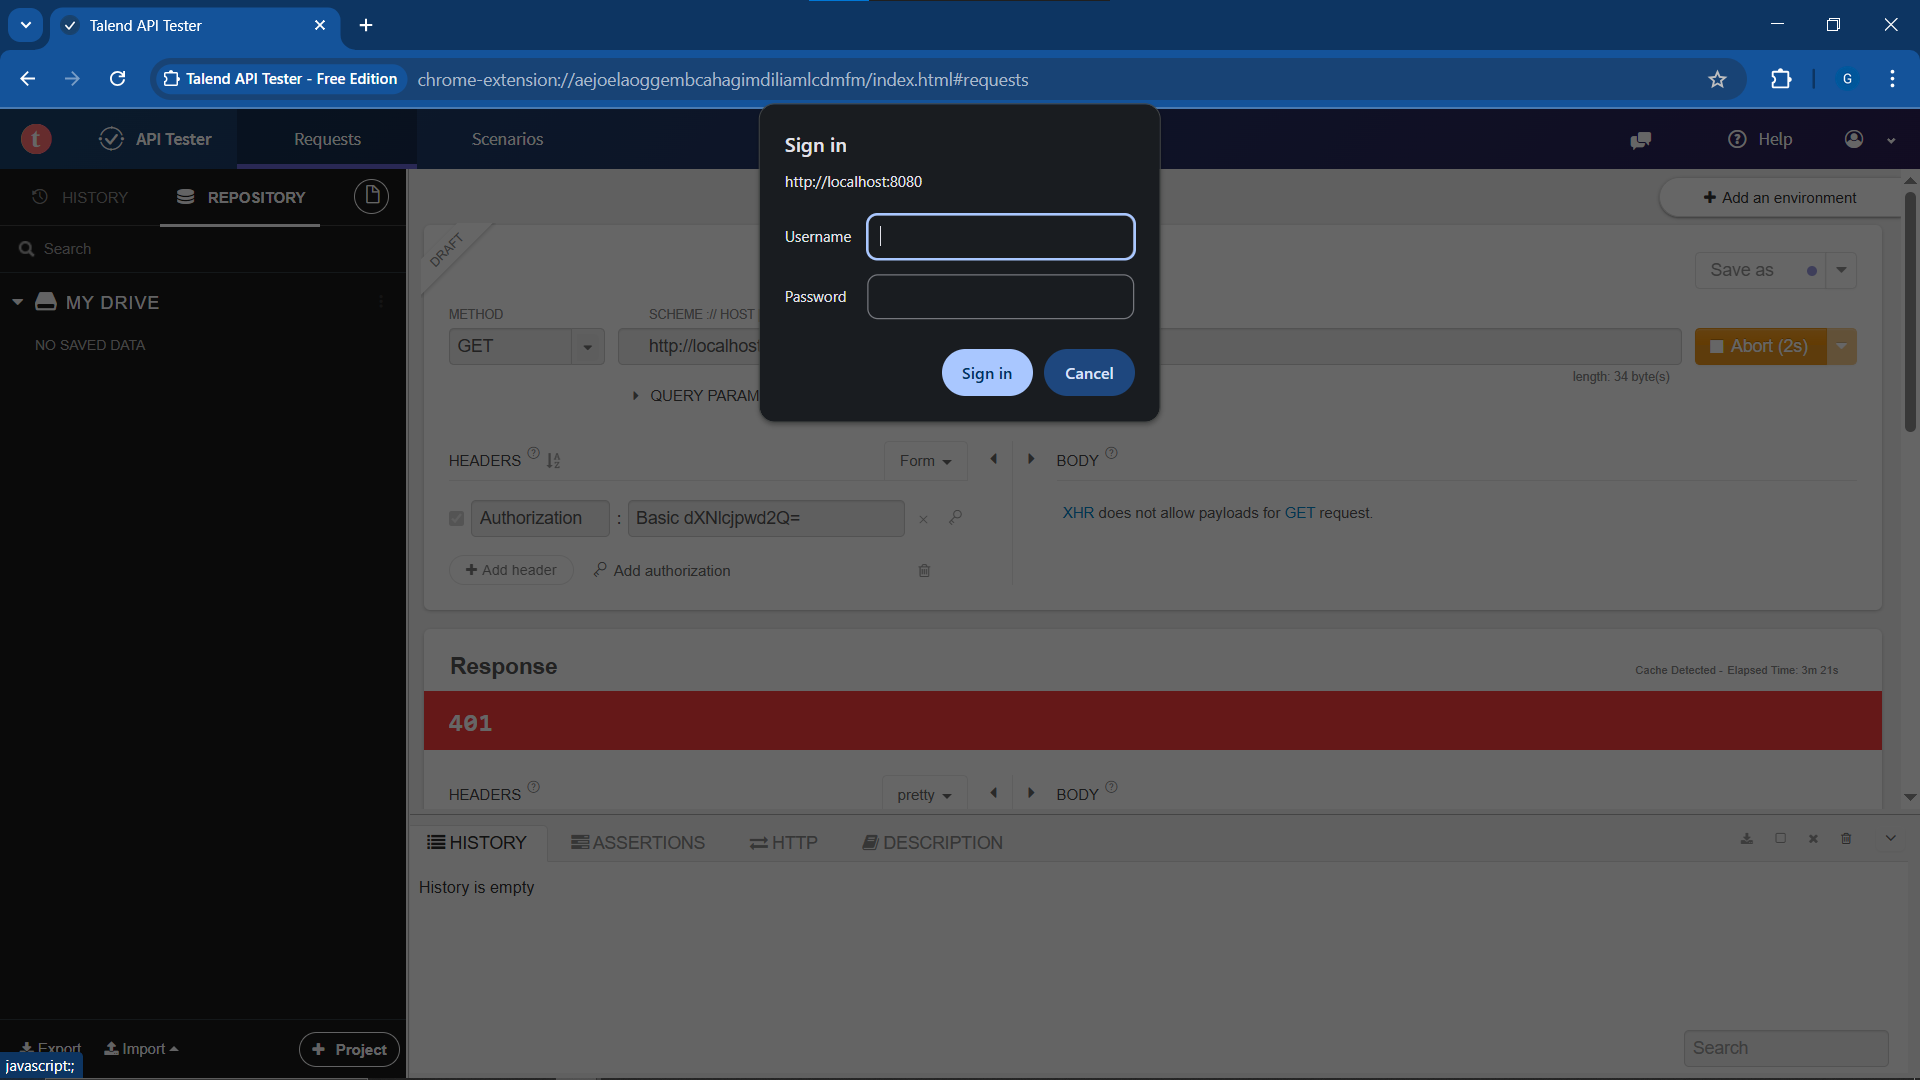 Talend API Tester
Talend API Tester - Free Edition
chrome-extension://aejoelaoggembcahagimdiliamlcdmfm/index.html#requests
G
t
API Tester
Requests
Scenarios
Help
Sign in
http://localhost:8080
Username
Password
Sign in
Cancel
HISTORY
REPOSITORY
Add an environment
Search
DRAFT
Save as
MY DRIVE
NO SAVED DATA
METHOD
SCHEME :// HOST
GET
http://localhost
Abort (2s)
length: 34 byte(s)
QUERY PARAM
HEADERS
Form
BODY
Authorization : Basic dXNlcjpwd2Q=
XHR does not allow payloads for GET request.
Add header
Add authorization
Response
Cache Detected - Elapsed Time: 3m 21s
401
HEADERS
pretty
BODY
HISTORY
ASSERTIONS
HTTP
DESCRIPTION
History is empty
Export
Import
Project
Search
javascript:;